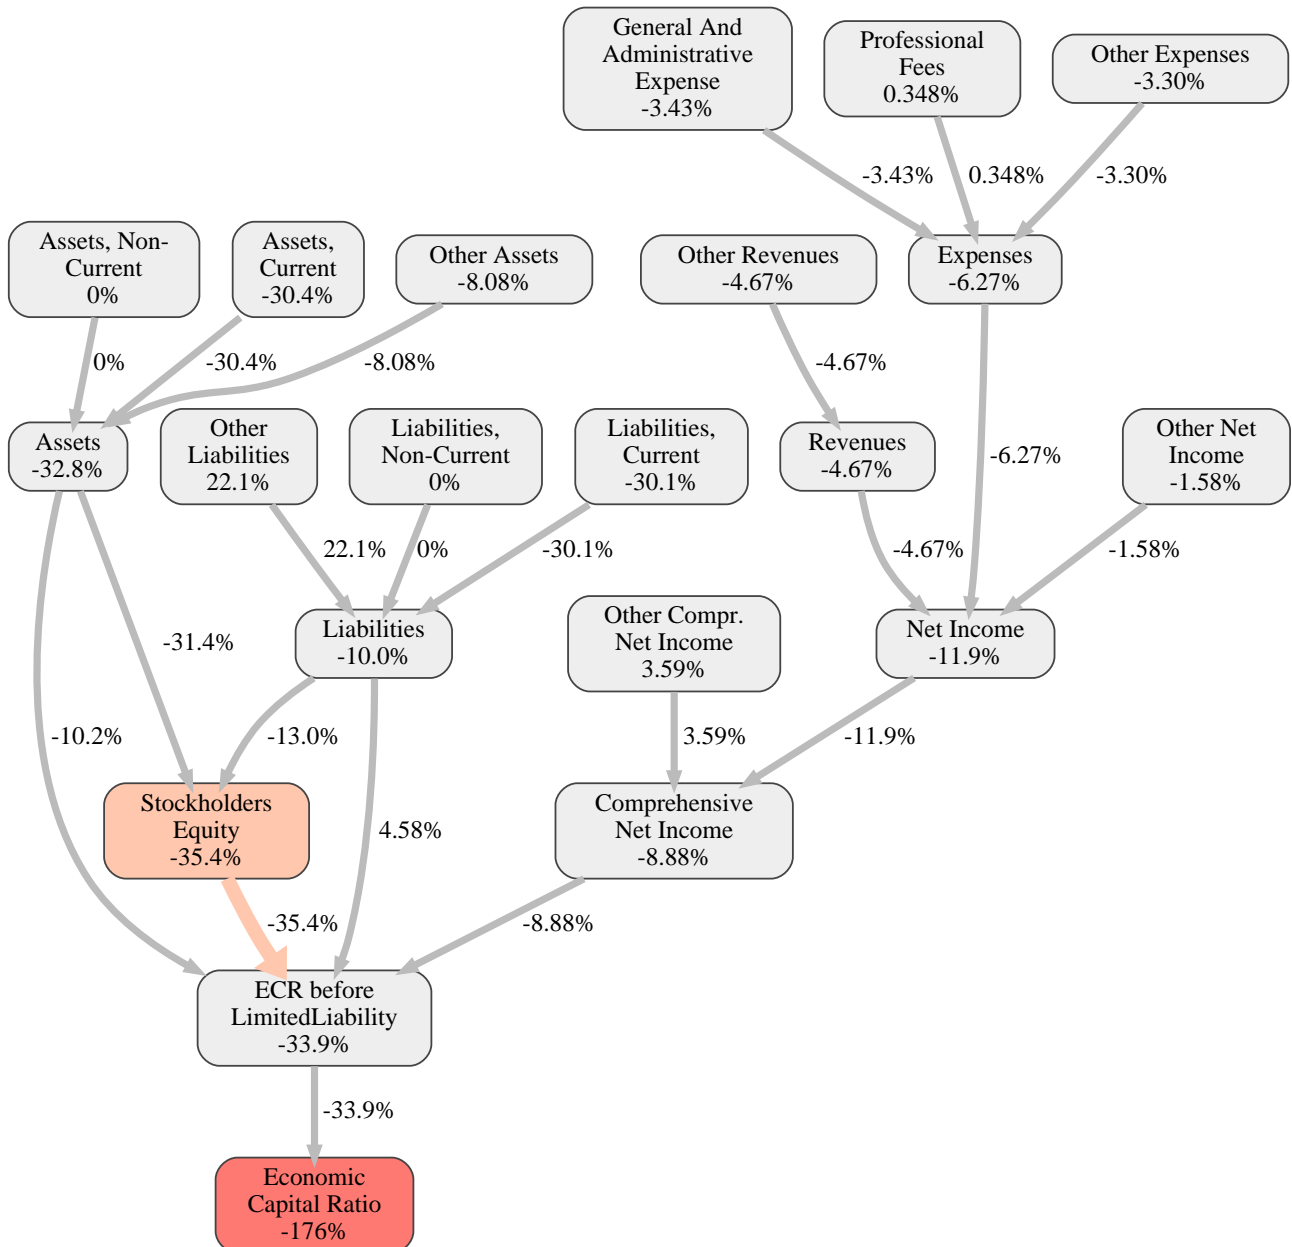 General And
Administrative
Expense
-3.43%
Professional
Fees
0.348%
Other Expenses
-3.30%
-3.43%
0.348%
-3.30%
Assets, Non-
Current
0%
Assets,
Current
-30.4%
Other Assets
-8.08%
Other Revenues
-4.67%
Expenses
-6.27%
0%
-30.4%
-8.08%
-4.67%
Assets
-32.8%
Other
Liabilities
22.1%
Liabilities,
Non-Current
0%
Liabilities,
Current
-30.1%
Revenues
-4.67%
-6.27%
Other Net
Income
-1.58%
22.1%
0%
-30.1%
-4.67%
-1.58%
-31.4%
Liabilities
-10.0%
Other Compr.
Net Income
3.59%
Net Income
-11.9%
-10.2%
-13.0%
3.59%
-11.9%
Stockholders
Equity
-35.4%
4.58%
Comprehensive
Net Income
-8.88%
-35.4%
-8.88%
ECR before
LimitedLiability
-33.9%
-33.9%
Economic
Capital Ratio
-176%